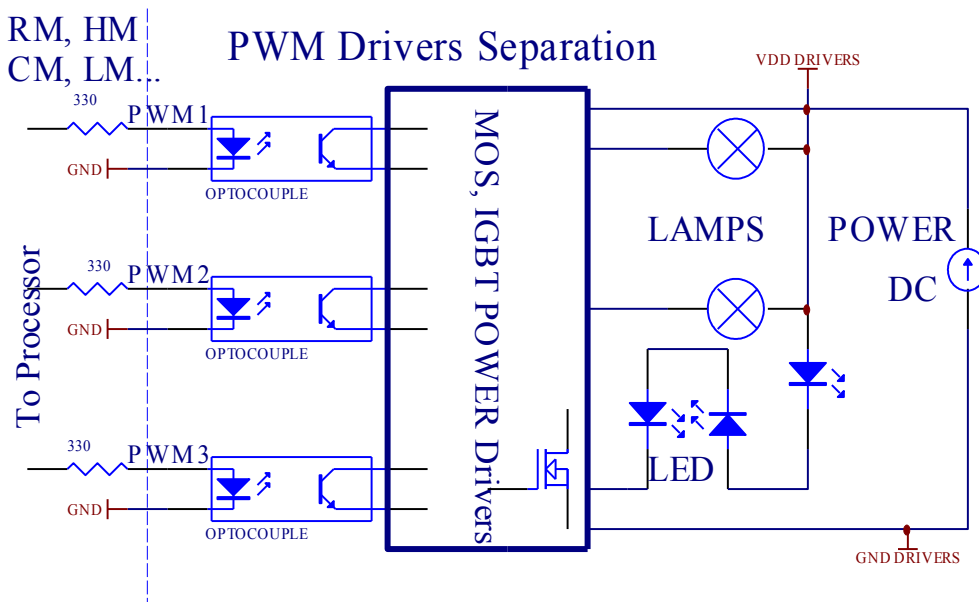 RM, HM
CM, LM...
PWM Drivers Separation
VDD DRIVERS
330
PWM1
GND
OPTOCOUPLE
330
PWM2
GND
OPTOCOUPLE
330
PWM3
GND
OPTOCOUPLE
To Processor
MOS, IGBT POWER Drivers
LAMPS
POWER
DC
LED
GND DRIVERS